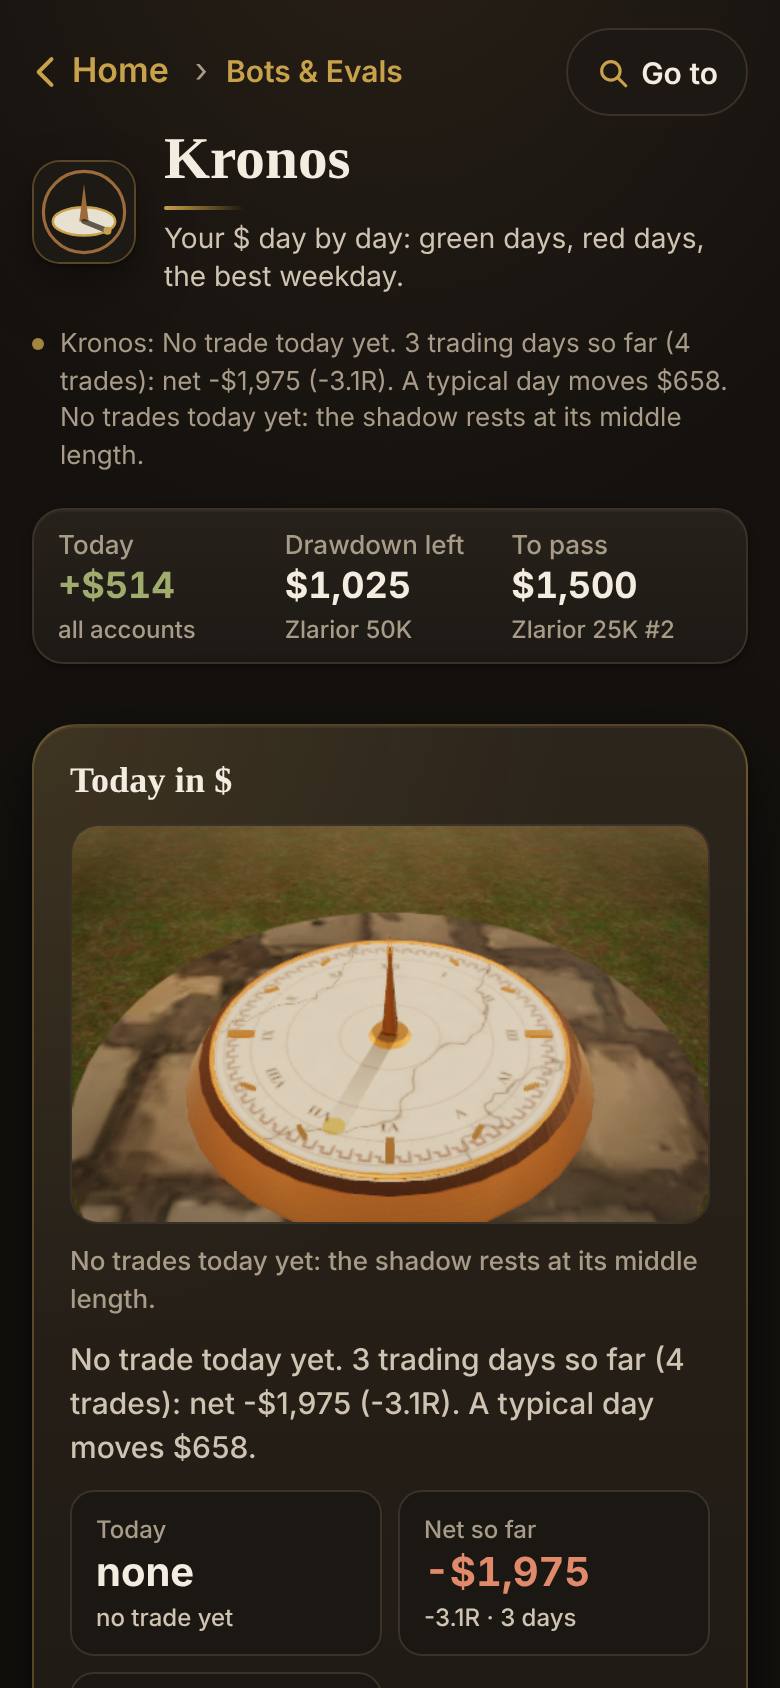 Home › Bots & Evals
Go to
Kronos
Your $ day by day: green days, red days,
the best weekday.
Kronos: No trade today yet. 3 trading days so far (4
trades): net -$1,975 (-3.1R). A typical day moves $658.
No trades today yet: the shadow rests at its middle
length.
Today
+$514
all accounts
Drawdown left
$1,025
Zlarior 50K
To pass
$1,500
Zlarior 25K #2
Today in $
No trades today yet: the shadow rests at its middle
length.
No trade today yet. 3 trading days so far (4
trades): net -$1,975 (-3.1R). A typical day
moves $658.
Today
none
no trade yet
Net so far
-$1,975
-3.1R · 3 days